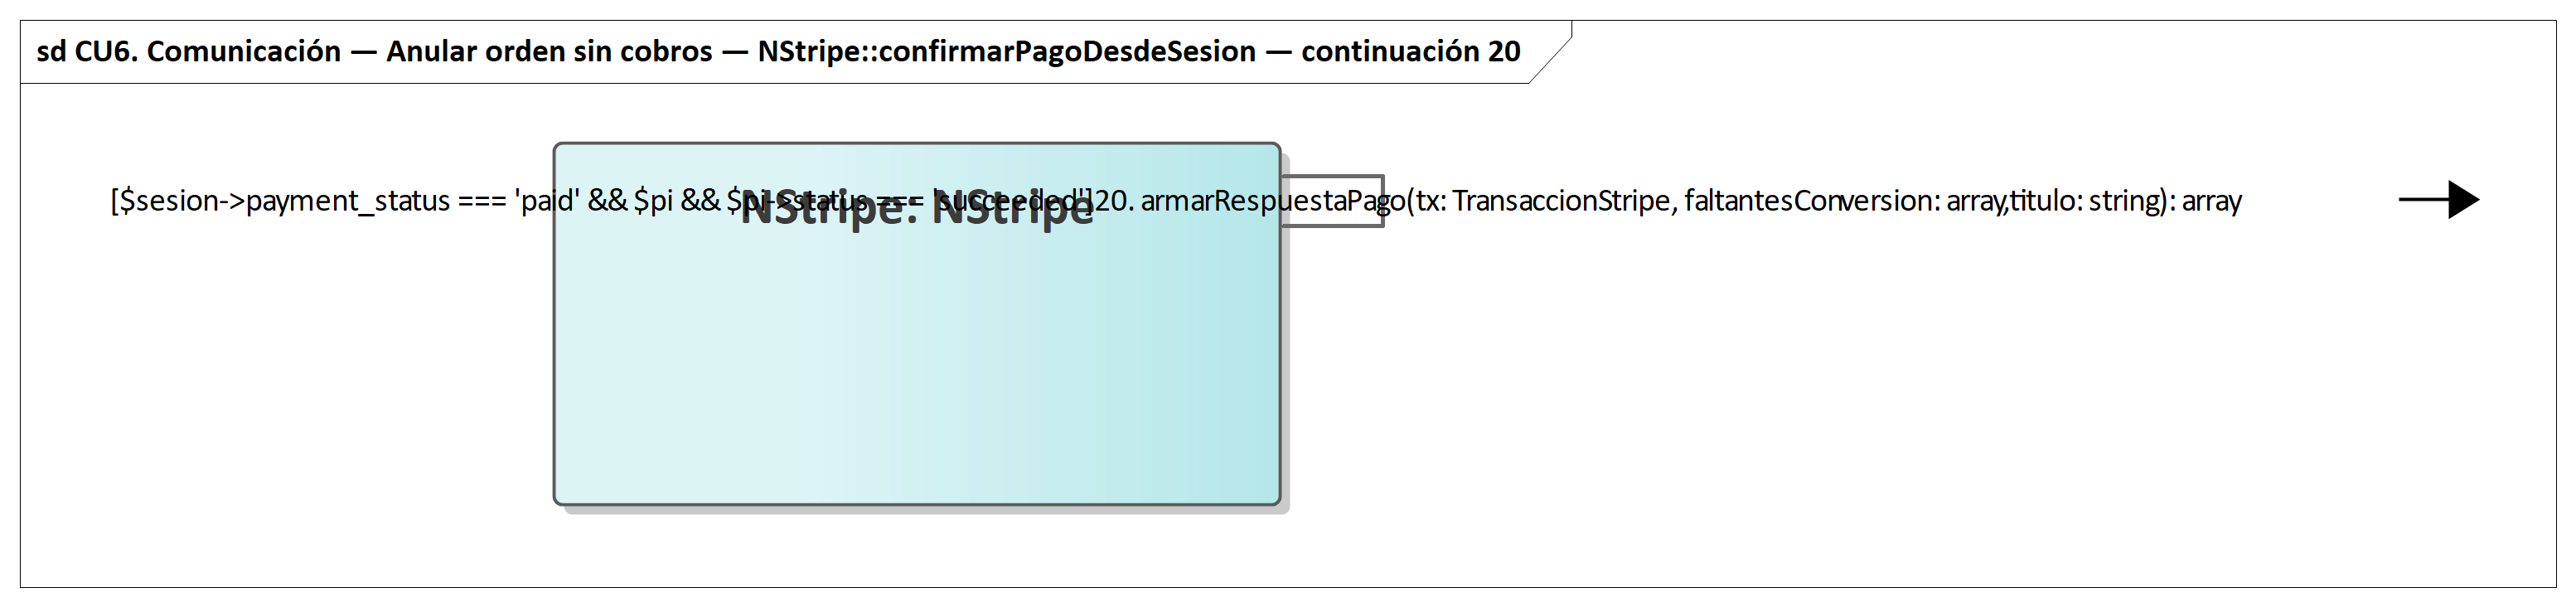 sd CU6. Comunicación — Anular orden sin cobros — NStripe::confirmarPagoDesdeSesion — continuación 20
[$sesion->payment_status === 'paid' && $pi && $pi->status === 'succeeded']20. armarRespuestaPago(tx: TransaccionStripe, faltantesConversion: array,titulo: string): array
NStripe: NStripe